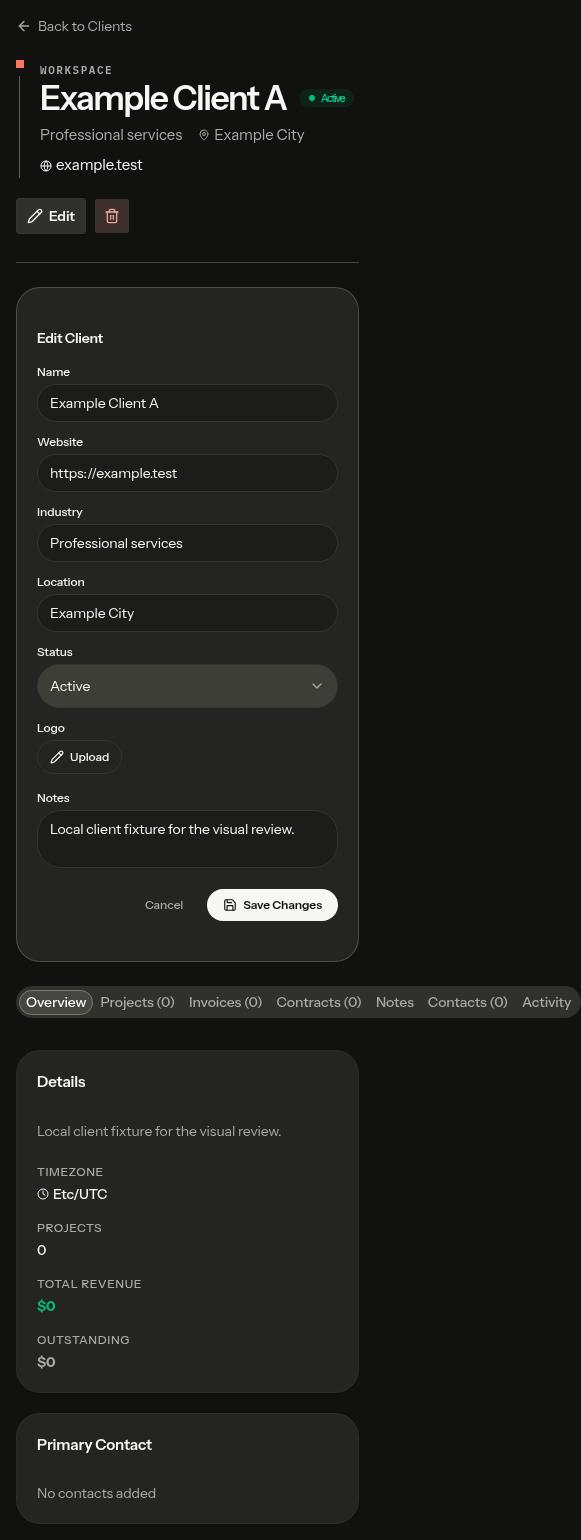 Back to Clients
WORKSPACE
Example Client A Active
Professional services Example City
example.test
Edit
Edit Client
Name
Example Client A
Website
https://example.test
Industry
Professional services
Location
Example City
Status
Active
Logo
Upload
Notes
Local client fixture for the visual review.
Cancel Save Changes
Overview Projects (0) Invoices (0) Contracts (0) Notes Contacts (0) Activity
Details
Local client fixture for the visual review.
TIMEZONE
Etc/UTC
PROJECTS
0
TOTAL REVENUE
$0
OUTSTANDING
$0
Primary Contact
No contacts added